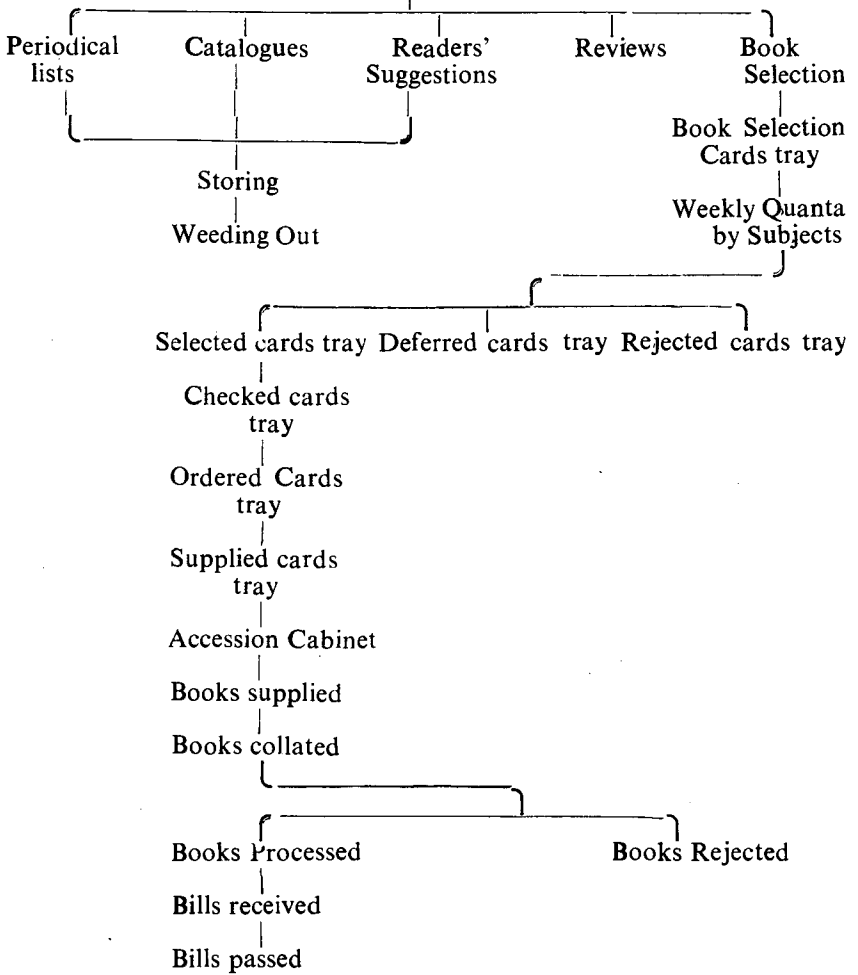 Periodical Catalogues Readers’ Reviews Book
lists Suggestions Selection
Book Selection
Cards tray
Storing
Weekly Quanta
Weeding Out by Subjects
Selected cards tray Deferred cards tray Rejected cards tray
Checked cards
tray
Ordered Cards
tray
Supplied cards
tray
Accession Cabinet
Books supplied
Books collated
Books Processed Books Rejected
Bills received
Bills passed